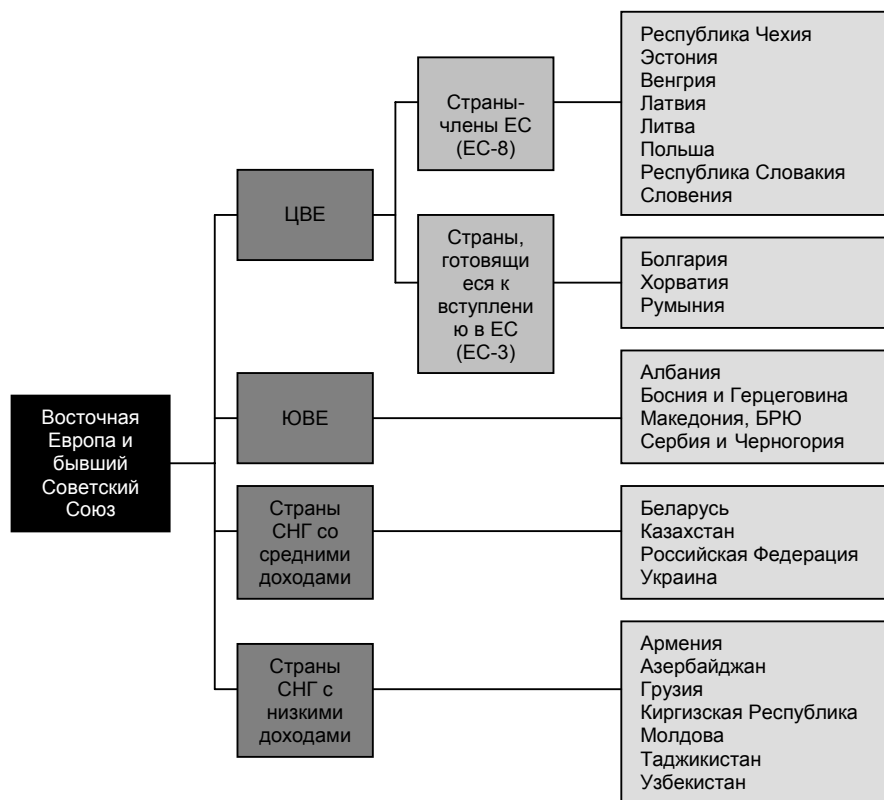 Восточная
Европа и
бывший
Советский
Союз
ЦВЕ
Страны-
члены ЕС
(ЕС-8)
Республика Чехия
Эстония
Венгрия
Латвия
Литва
Польша
Республика Словакия
Словения
Страны,
готовящи
еся к
вступлени
ю в ЕС
(ЕС-3)
Болгария
Хорватия
Румыния
ЮВЕ
Албания
Босния и Герцеговина
Македония, БРЮ
Сербия и Черногория
Страны
СНГ со
средними
доходами
Беларусь
Казахстан
Российская Федерация
Украина
Страны
СНГ с
низкими
доходами
Армения
Азербайджан
Грузия
Киргизская Республика
Молдова
Таджикистан
Узбекистан